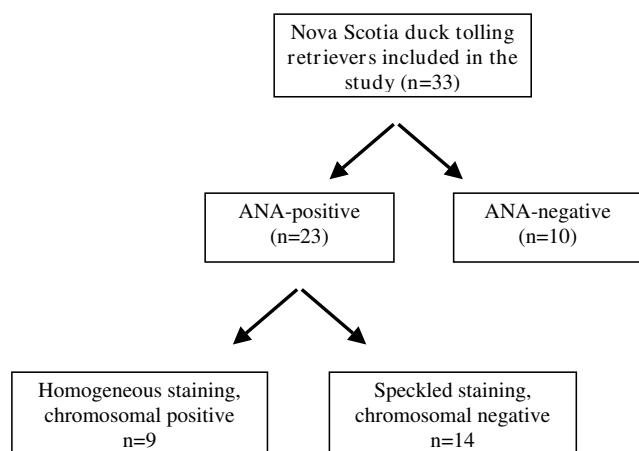 Nova Scotia duck tolling
retrievers included in the
study (n=33)
ANA-positive
(n=23)
ANA-negative
(n=10)
Homogeneous staining,
chromosomal positive
n=9
Speckled staining,
chromosomal negative
n=14